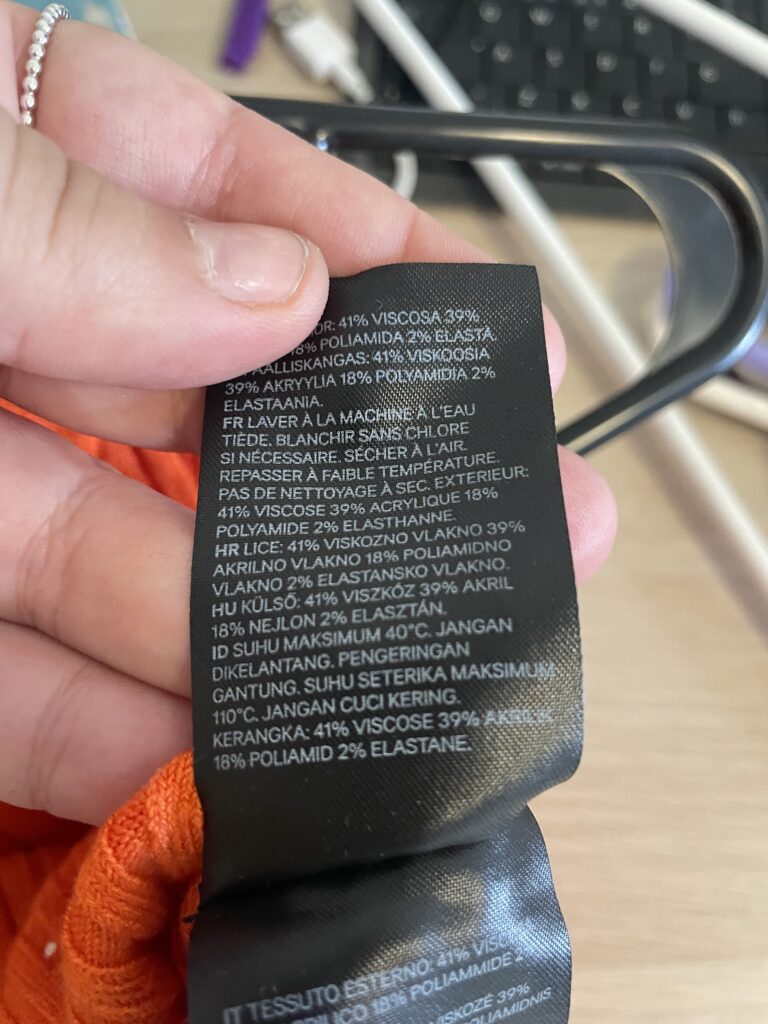 41% VISCOSA 39%
18% POLIAMIDA 2% ELASTÁ.
PÄÄLLISKANGAS: 41% VISKOOSIA
39% AKRYYLIA 18% POLYAMIDIA 2%
ELASTAANIA.
FR LAVER À LA MACHINE À L'EAU
TIÈDE. BLANCHIR SANS CHLORE
SI NÉCESSAIRE. SÉCHER À L'AIR.
REPASSER À FAIBLE TEMPÉRATURE.
PAS DE NETTOYAGE À SEC. EXTERIEUR:
41% VISCOSE 39% ACRYLIQUE 18%
POLYAMIDE 2% ELASTHANNE.
HR LICE: 41% VISKOZNO VLAKNO 39%
AKRILNO VLAKNO 18% POLIAMIDNO
VLAKNO 2% ELASTANSKO VLAKNO.
HU KÜLSŐ: 41% VISZKÓZ 39% AKRIL
18% NEJLON 2% ELASZTÁN.
ID SUHU MAKSIMUM 40°C. JANGAN
DIKELANTANG. PENGERINGAN
GANTUNG. SUHU SETERIKA MAKSIMUM
110°C. JANGAN CUCI KERING.
KERANGKA: 41% VISCOSE 39% AKRILIK
18% POLIAMID 2% ELASTANE.
IT TESSUTO ESTERNO: 41%
18% POLIAMMIDE
39%